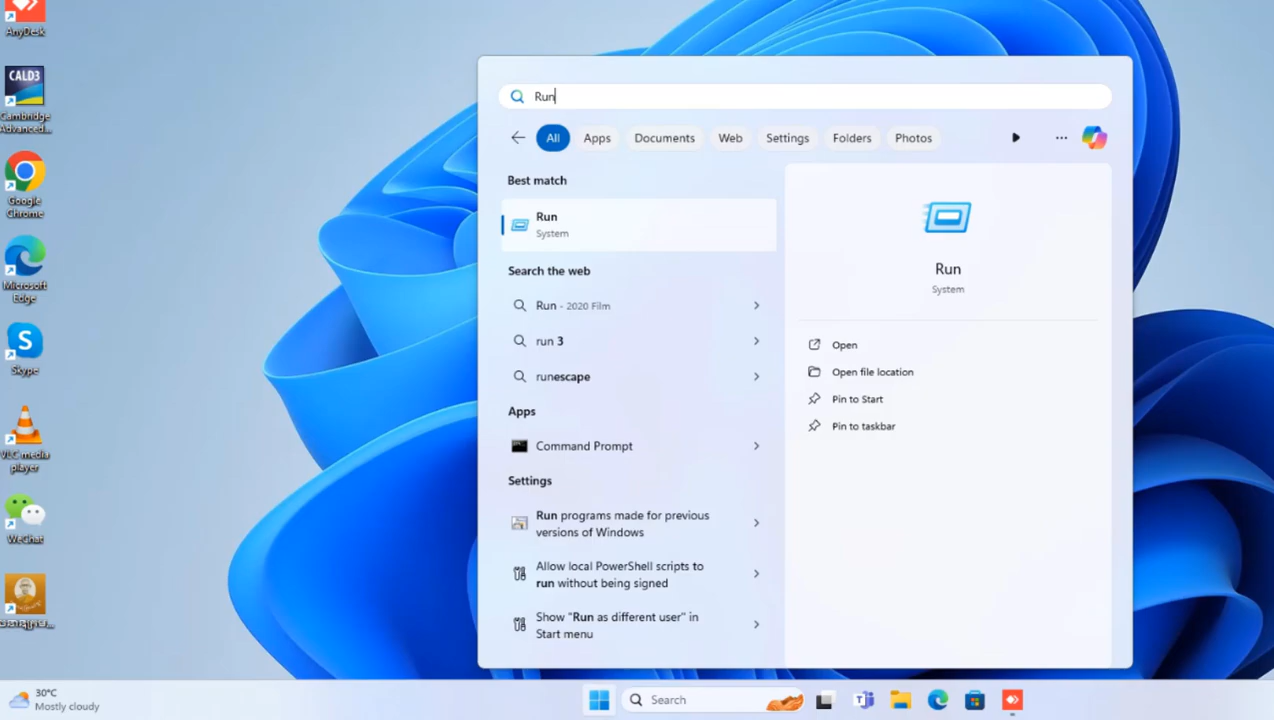 AnyDesk
CALD3
Cambridge
Advanced...
Google
Chrome
Microsoft
Edge
Skype
VLC media
player
WeChat
Run
All
Apps
Documents
Web
Settings
Folders
Photos
Best match
Run
System
Search the web
Run - 2020 Film
run 3
runescape
Apps
Command Prompt
Settings
Run programs made for previous
versions of Windows
Allow local PowerShell scripts to
run without being signed
Show "Run as different user" in
Start menu
Run
System
Open
Open file location
Pin to Start
Pin to taskbar
30°C
Mostly cloudy
Search